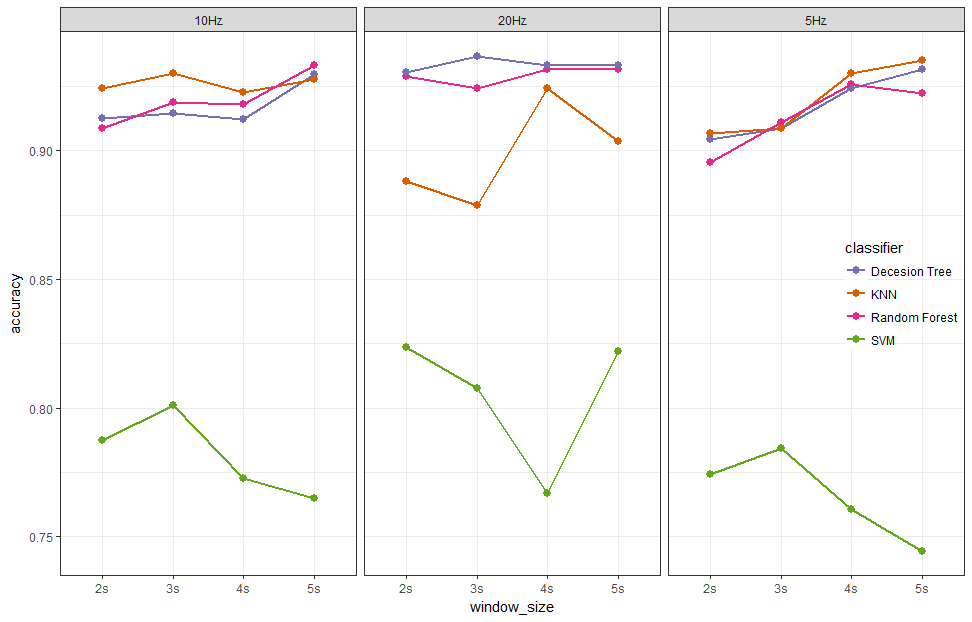 10Hz
20Hz
5Hz
accuracy
0.90
0.85
0.80
0.75
classifier
Decesion Tree
KNN
Random Forest
SVM
2s 3s 4s 5s
2s 3s 4s 5s
2s 3s 4s 5s
window_size